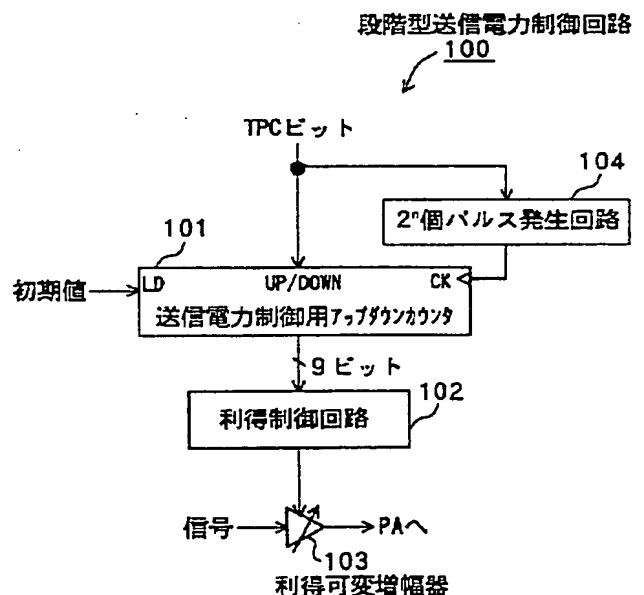 段階型送信電力制御回路
100
TPCビット
104
2ⁿ個パルス発生回路
101
LD UP/DOWN CK
初期値
送信電力制御用アップダウンカウンタ
9ビット
102
利得制御回路
信号 PAへ
103
利得可変増幅器